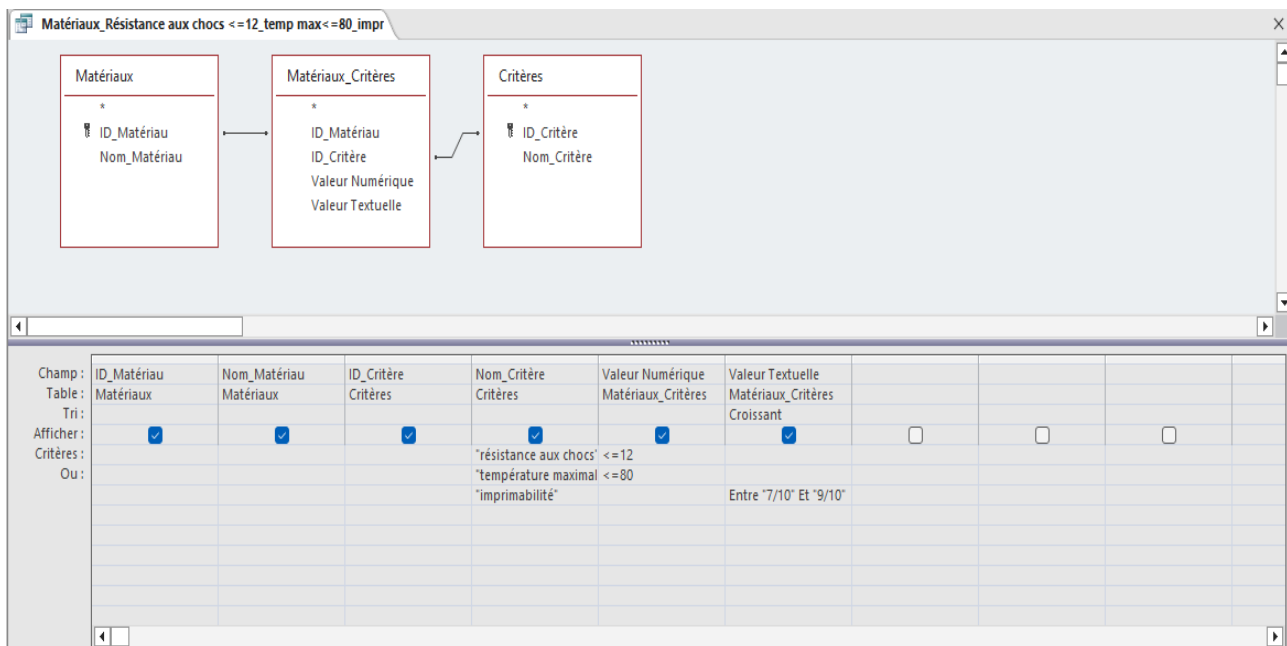 Matériaux_Résistance aux chocs <=12_temp max<=80_impr
Matériaux
*
ID_Matériau
Nom_Matériau
Matériaux_Critères
*
ID_Matériau
ID_Critère
Valeur Numérique
Valeur Textuelle
Critères
*
ID_Critère
Nom_Critère
Champ : ID_Matériau Nom_Matériau ID_Critère Nom_Critère Valeur Numérique Valeur Textuelle
Table : Matériaux Matériaux Critères Critères Matériaux_Critères Matériaux_Critères
Tri : Croissant
Afficher :
Critères : "résistance aux chocs" <=12
Ou : "température maximal <=80
"imprimabilité" Entre "7/10" Et "9/10"